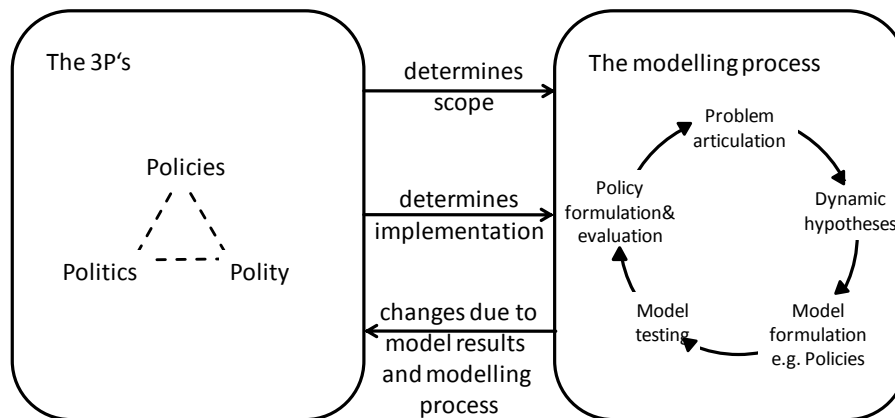 The 3P's
Policies
Politics
Polity
determines
scope
determines
implementation
changes due to
model results
and modelling
process
The modelling process
Problem
articulation
Dynamic
hypotheses
Model
formulation
e.g. Policies
Model
testing
Policy
formulation&
evaluation